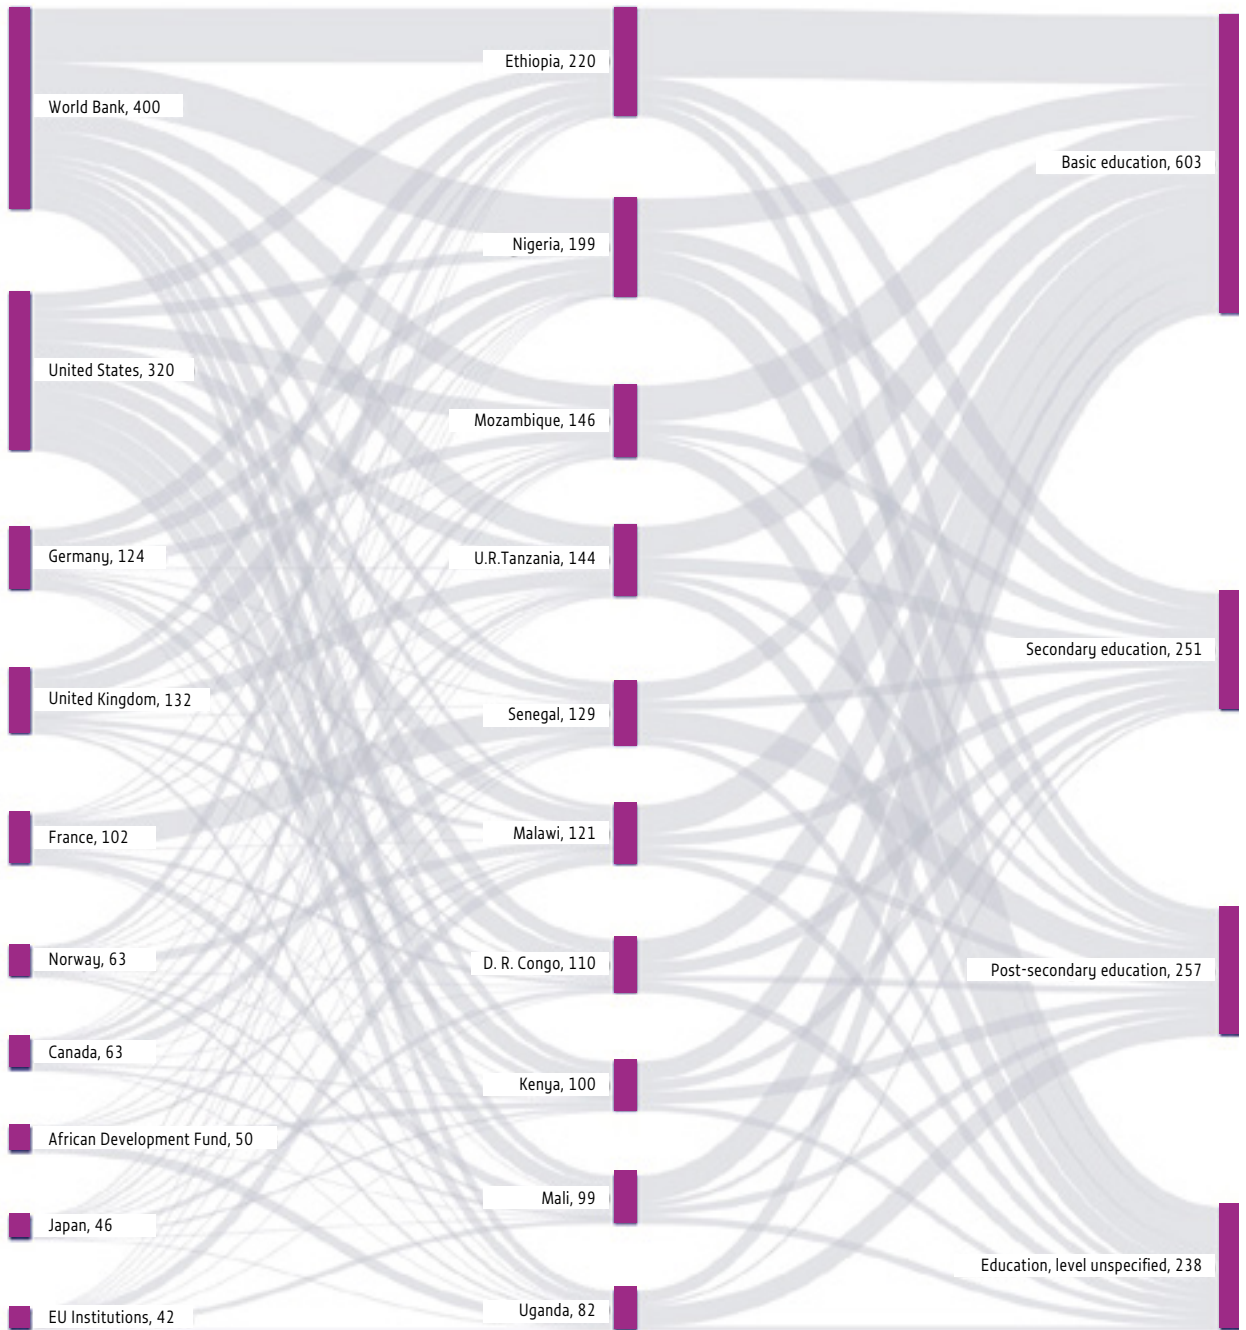 World Bank, 400
United States, 320
Germany, 124
United Kingdom, 132
France, 102
Norway, 63
Canada, 63
African Development Fund, 50
Japan, 46
EU Institutions, 42
Ethiopia, 220
Nigeria, 199
Mozambique, 146
U.R.Tanzania, 144
Senegal, 129
Malawi, 121
D. R. Congo, 110
Kenya, 100
Mali, 99
Uganda, 82
Basic education, 603
Secondary education, 251
Post-secondary education, 257
Education, level unspecified, 238